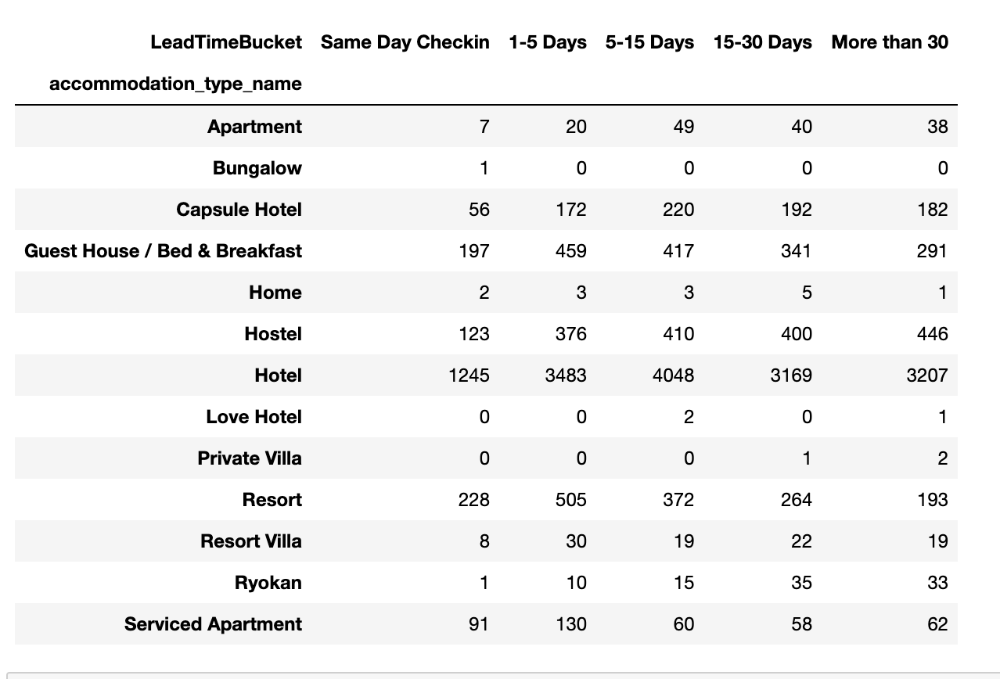 LeadTimeBucket Same Day Checkin 1-5 Days 5-15 Days 15-30 Days More than 30
accommodation_type_name
Apartment 7 20 49 40 38
Bungalow 1 0 0 0 0
Capsule Hotel 56 172 220 192 182
Guest House / Bed & Breakfast 197 459 417 341 291
Home 2 3 3 5 1
Hostel 123 376 410 400 446
Hotel 1245 3483 4048 3169 3207
Love Hotel 0 0 2 0 1
Private Villa 0 0 0 1 2
Resort 228 505 372 264 193
Resort Villa 8 30 19 22 19
Ryokan 1 10 15 35 33
Serviced Apartment 91 130 60 58 62